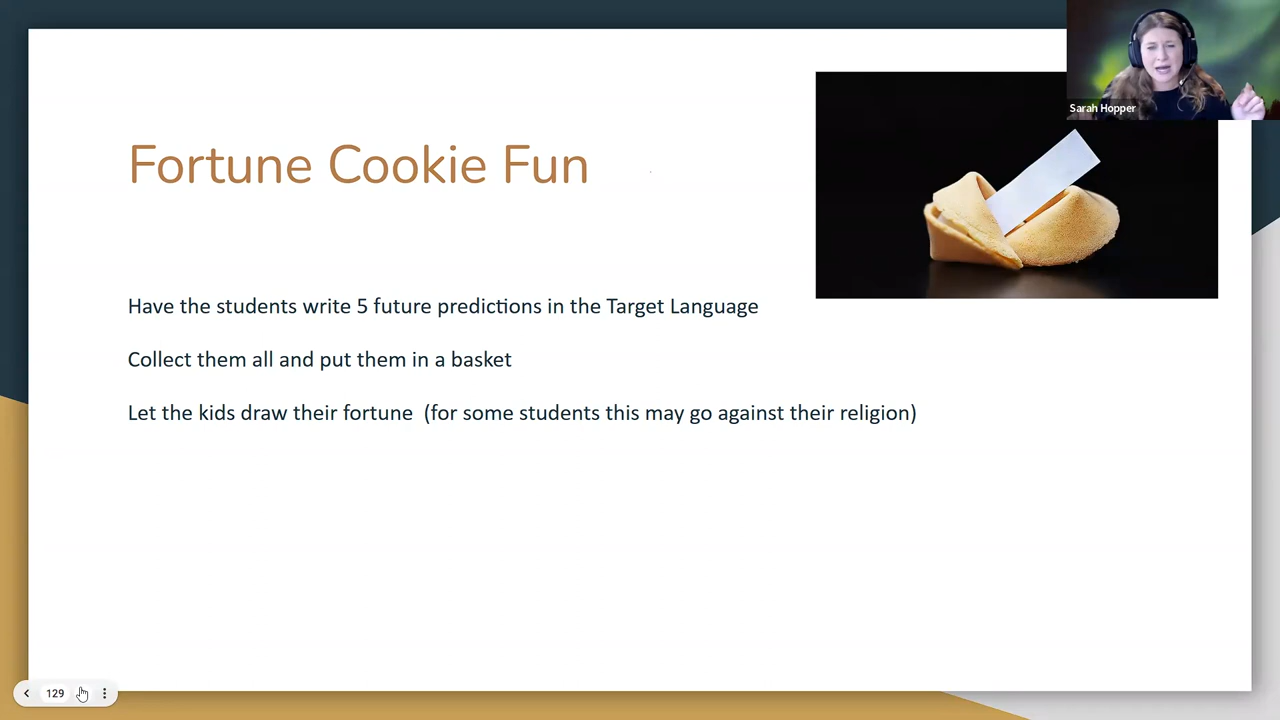 Sarah Hopper
Fortune Cookie Fun
Have the students write 5 future predictions in the Target Language
Collect them all and put them in a basket
Let the kids draw their fortune  (for some students this may go against their religion)
129